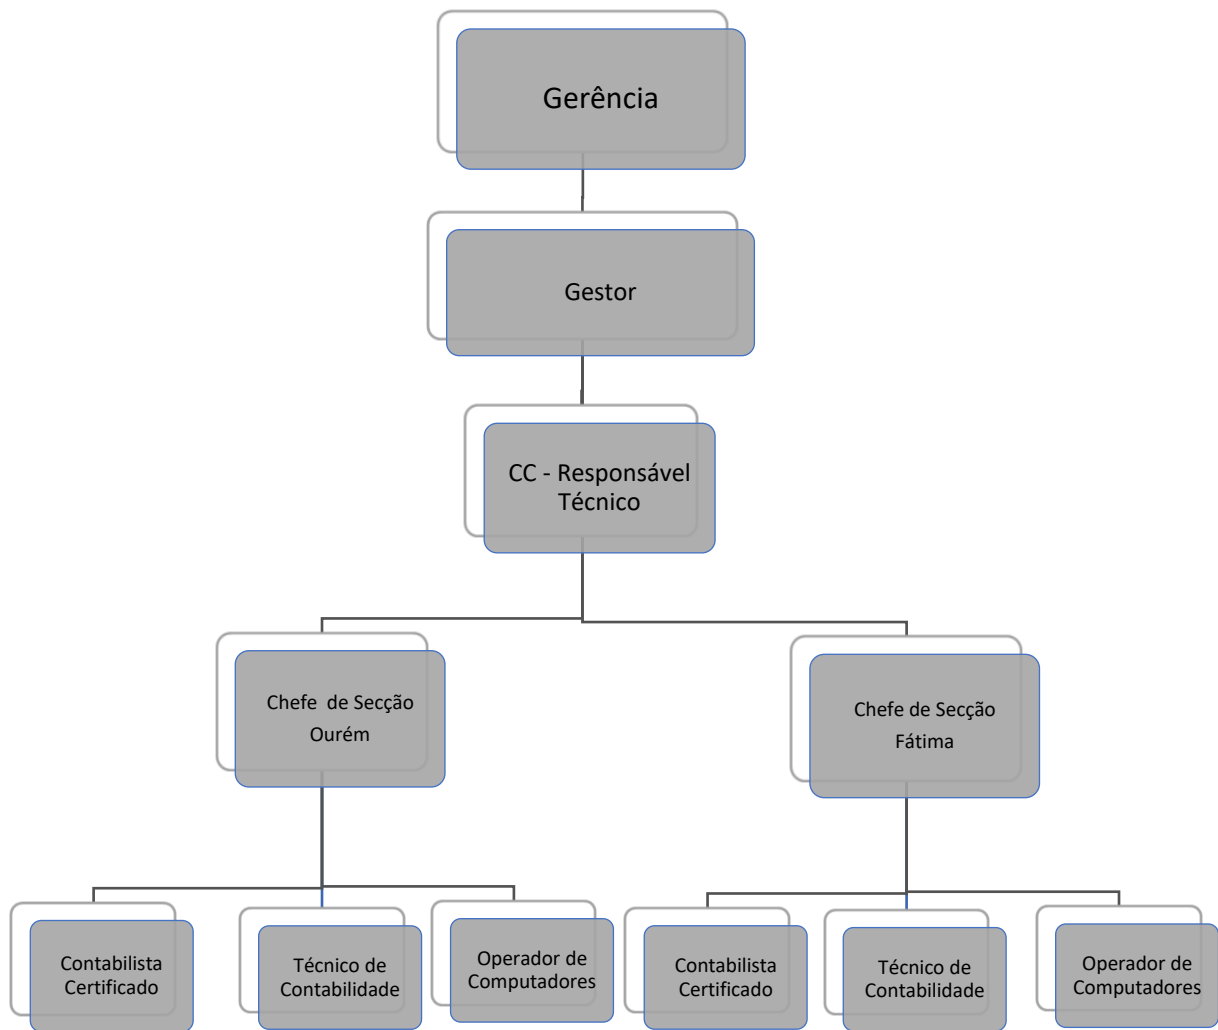 Gerência
Gestor
CC - Responsável
Técnico
Chefe de Secção
Ourém
Chefe de Secção
Fátima
Contabilista
Certificado
Técnico de
Contabilidade
Operador de
Computadores
Contabilista
Certificado
Técnico de
Contabilidade
Operador de
Computadores